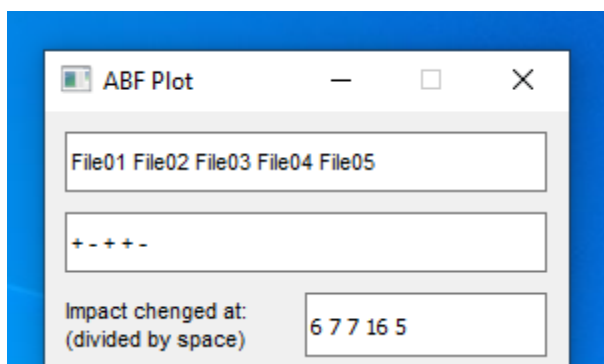 ABF Plot
File01 File02 File03 File04 File05
+ - + + -
Impact chenged at:
(divided by space)
6 7 7 16 5